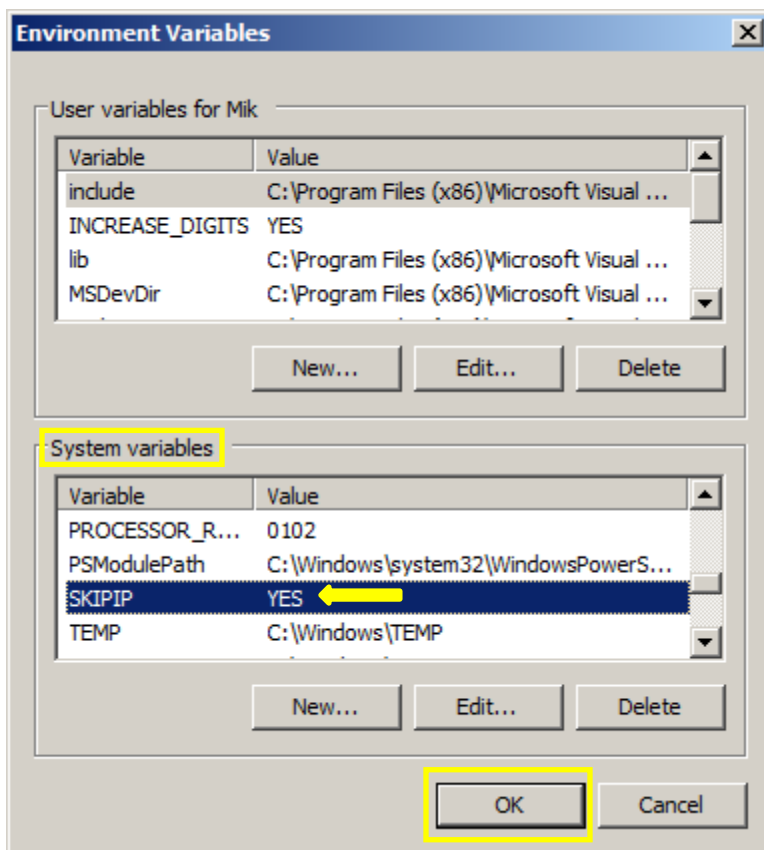 Environment Variables
User variables for Mik
Variable Value
include C:\Program Files (x86)\Microsoft Visual ...
INCREASE_DIGITS YES
lib C:\Program Files (x86)\Microsoft Visual ...
MSDevDir C:\Program Files (x86)\Microsoft Visual ...
New... Edit... Delete
System variables
Variable Value
PROCESSOR_R... 0102
PSModulePath C:\Windows\system32\WindowsPowerS...
SKIPIP YES
TEMP C:\Windows\TEMP
New... Edit... Delete
OK Cancel